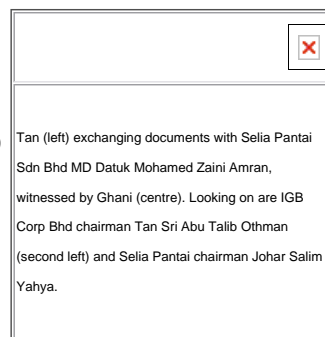 Tan (left) exchanging documents with Selia Pantai
Sdn Bhd MD Datuk Mohamed Zaini Amran,
witnessed by Ghani (centre). Looking on are IGB
Corp Bhd chairman Tan Sri Abu Talib Othman
(second left) and Selia Pantai chairman Johar Salim
Yahya.